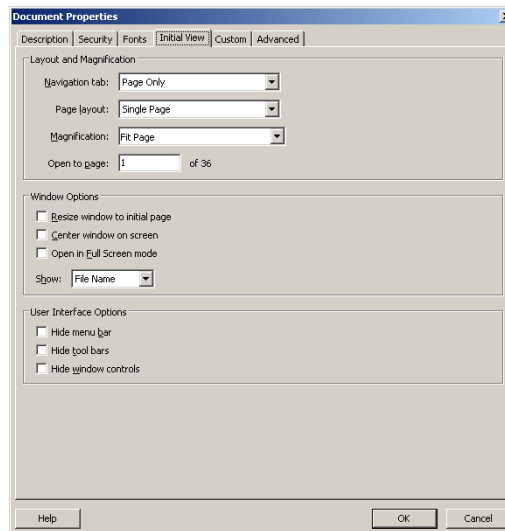 Document Properties
Description Security Fonts Initial View Custom Advanced
Layout and Magnification
Navigation tab: Page Only
Page layout: Single Page
Magnification: Fit Page
Open to page: 1 of 36
Window Options
Resize window to initial page
Center window on screen
Open in Full Screen mode
Show: File Name
User Interface Options
Hide menu bar
Hide tool bars
Hide window controls
Help OK Cancel